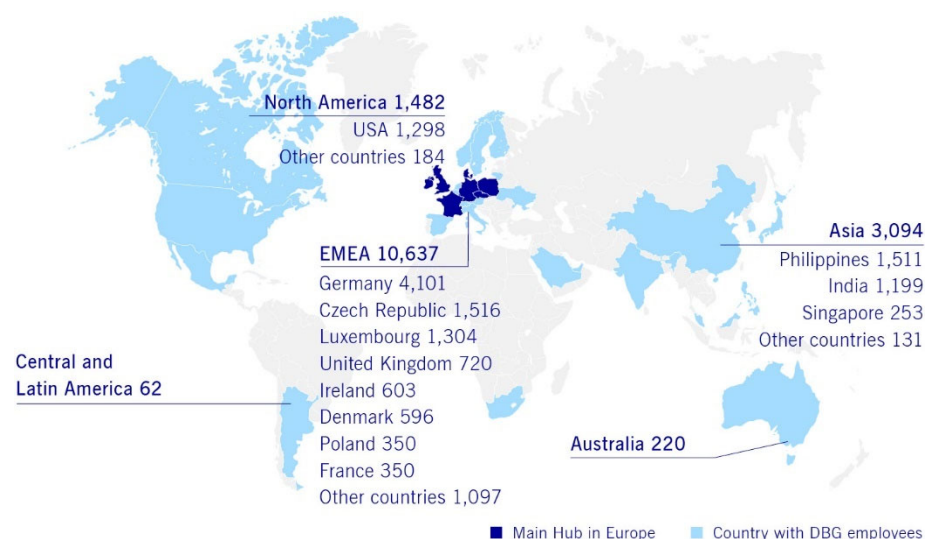 North America 1,482
USA 1,298
Other countries 184
EMEA 10,637
Germany 4,101
Czech Republic 1,516
Luxembourg 1,304
United Kingdom 720
Ireland 603
Denmark 596
Poland 350
France 350
Other countries 1,097
Asia 3,094
Philippines 1,511
India 1,199
Singapore 253
Other countries 131
Central and
Latin America 62
Australia 220
Main Hub in Europe
Country with DBG employees